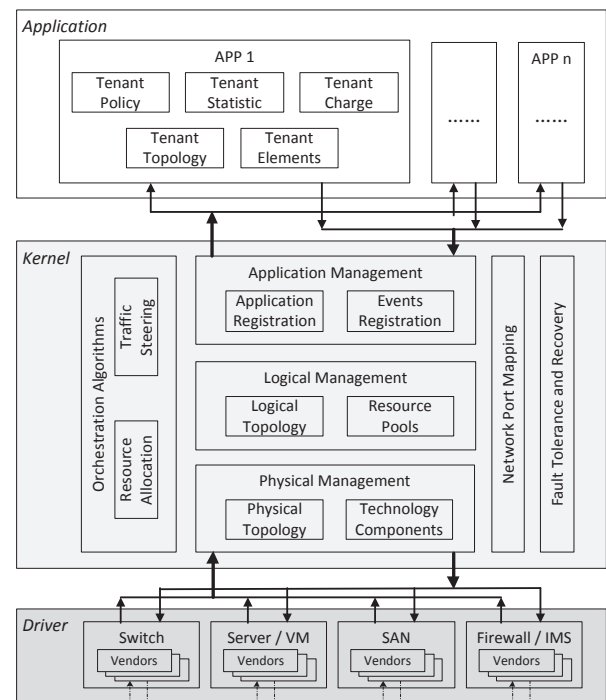 Application
APP 1
Tenant
Policy
Tenant
Statistic
Tenant
Charge
Tenant
Topology
Tenant
Elements
......
APP n
......
Kernel
Orchestration Algorithms
Traffic
Steering
Resource
Allocation
Application Management
Application
Registration
Events
Registration
Logical Management
Logical
Topology
Resource
Pools
Physical Management
Physical
Topology
Technology
Components
Network Port Mapping
Fault Tolerance and Recovery
Driver
Switch
Vendors
Server / VM
Vendors
SAN
Vendors
Firewall / IMS
Vendors